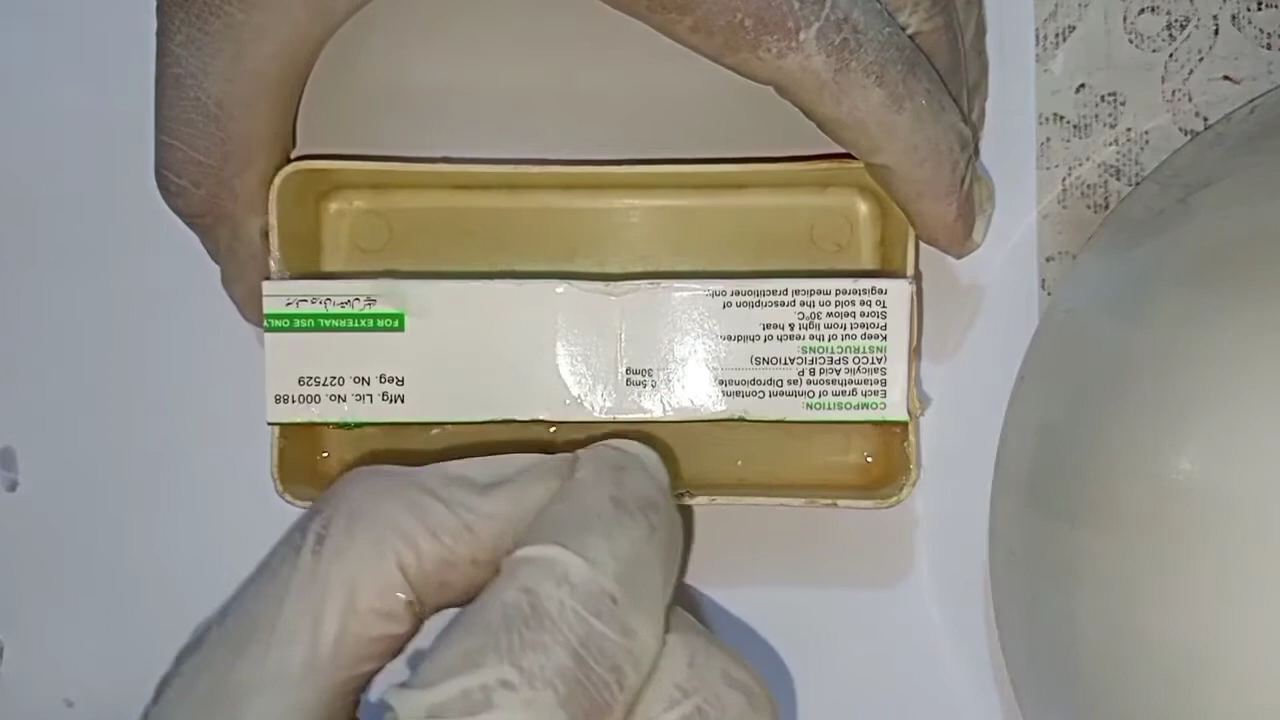 COMPOSITION:
Each gram of Ointment Contains
Betamethasone (as Dipropionate) 0.5mg
Salicylic Acid B.P. ........................ 30mg
(ATCO SPECIFICATIONS)
INSTRUCTIONS:
Keep out of the reach of children
Protect from light & heat.
Store below 30°C.
To be sold on the prescription of
registered medical practitioner only.
Mfg. Lic. No. 000188
Reg. No. 027529
FOR EXTERNAL USE ONLY